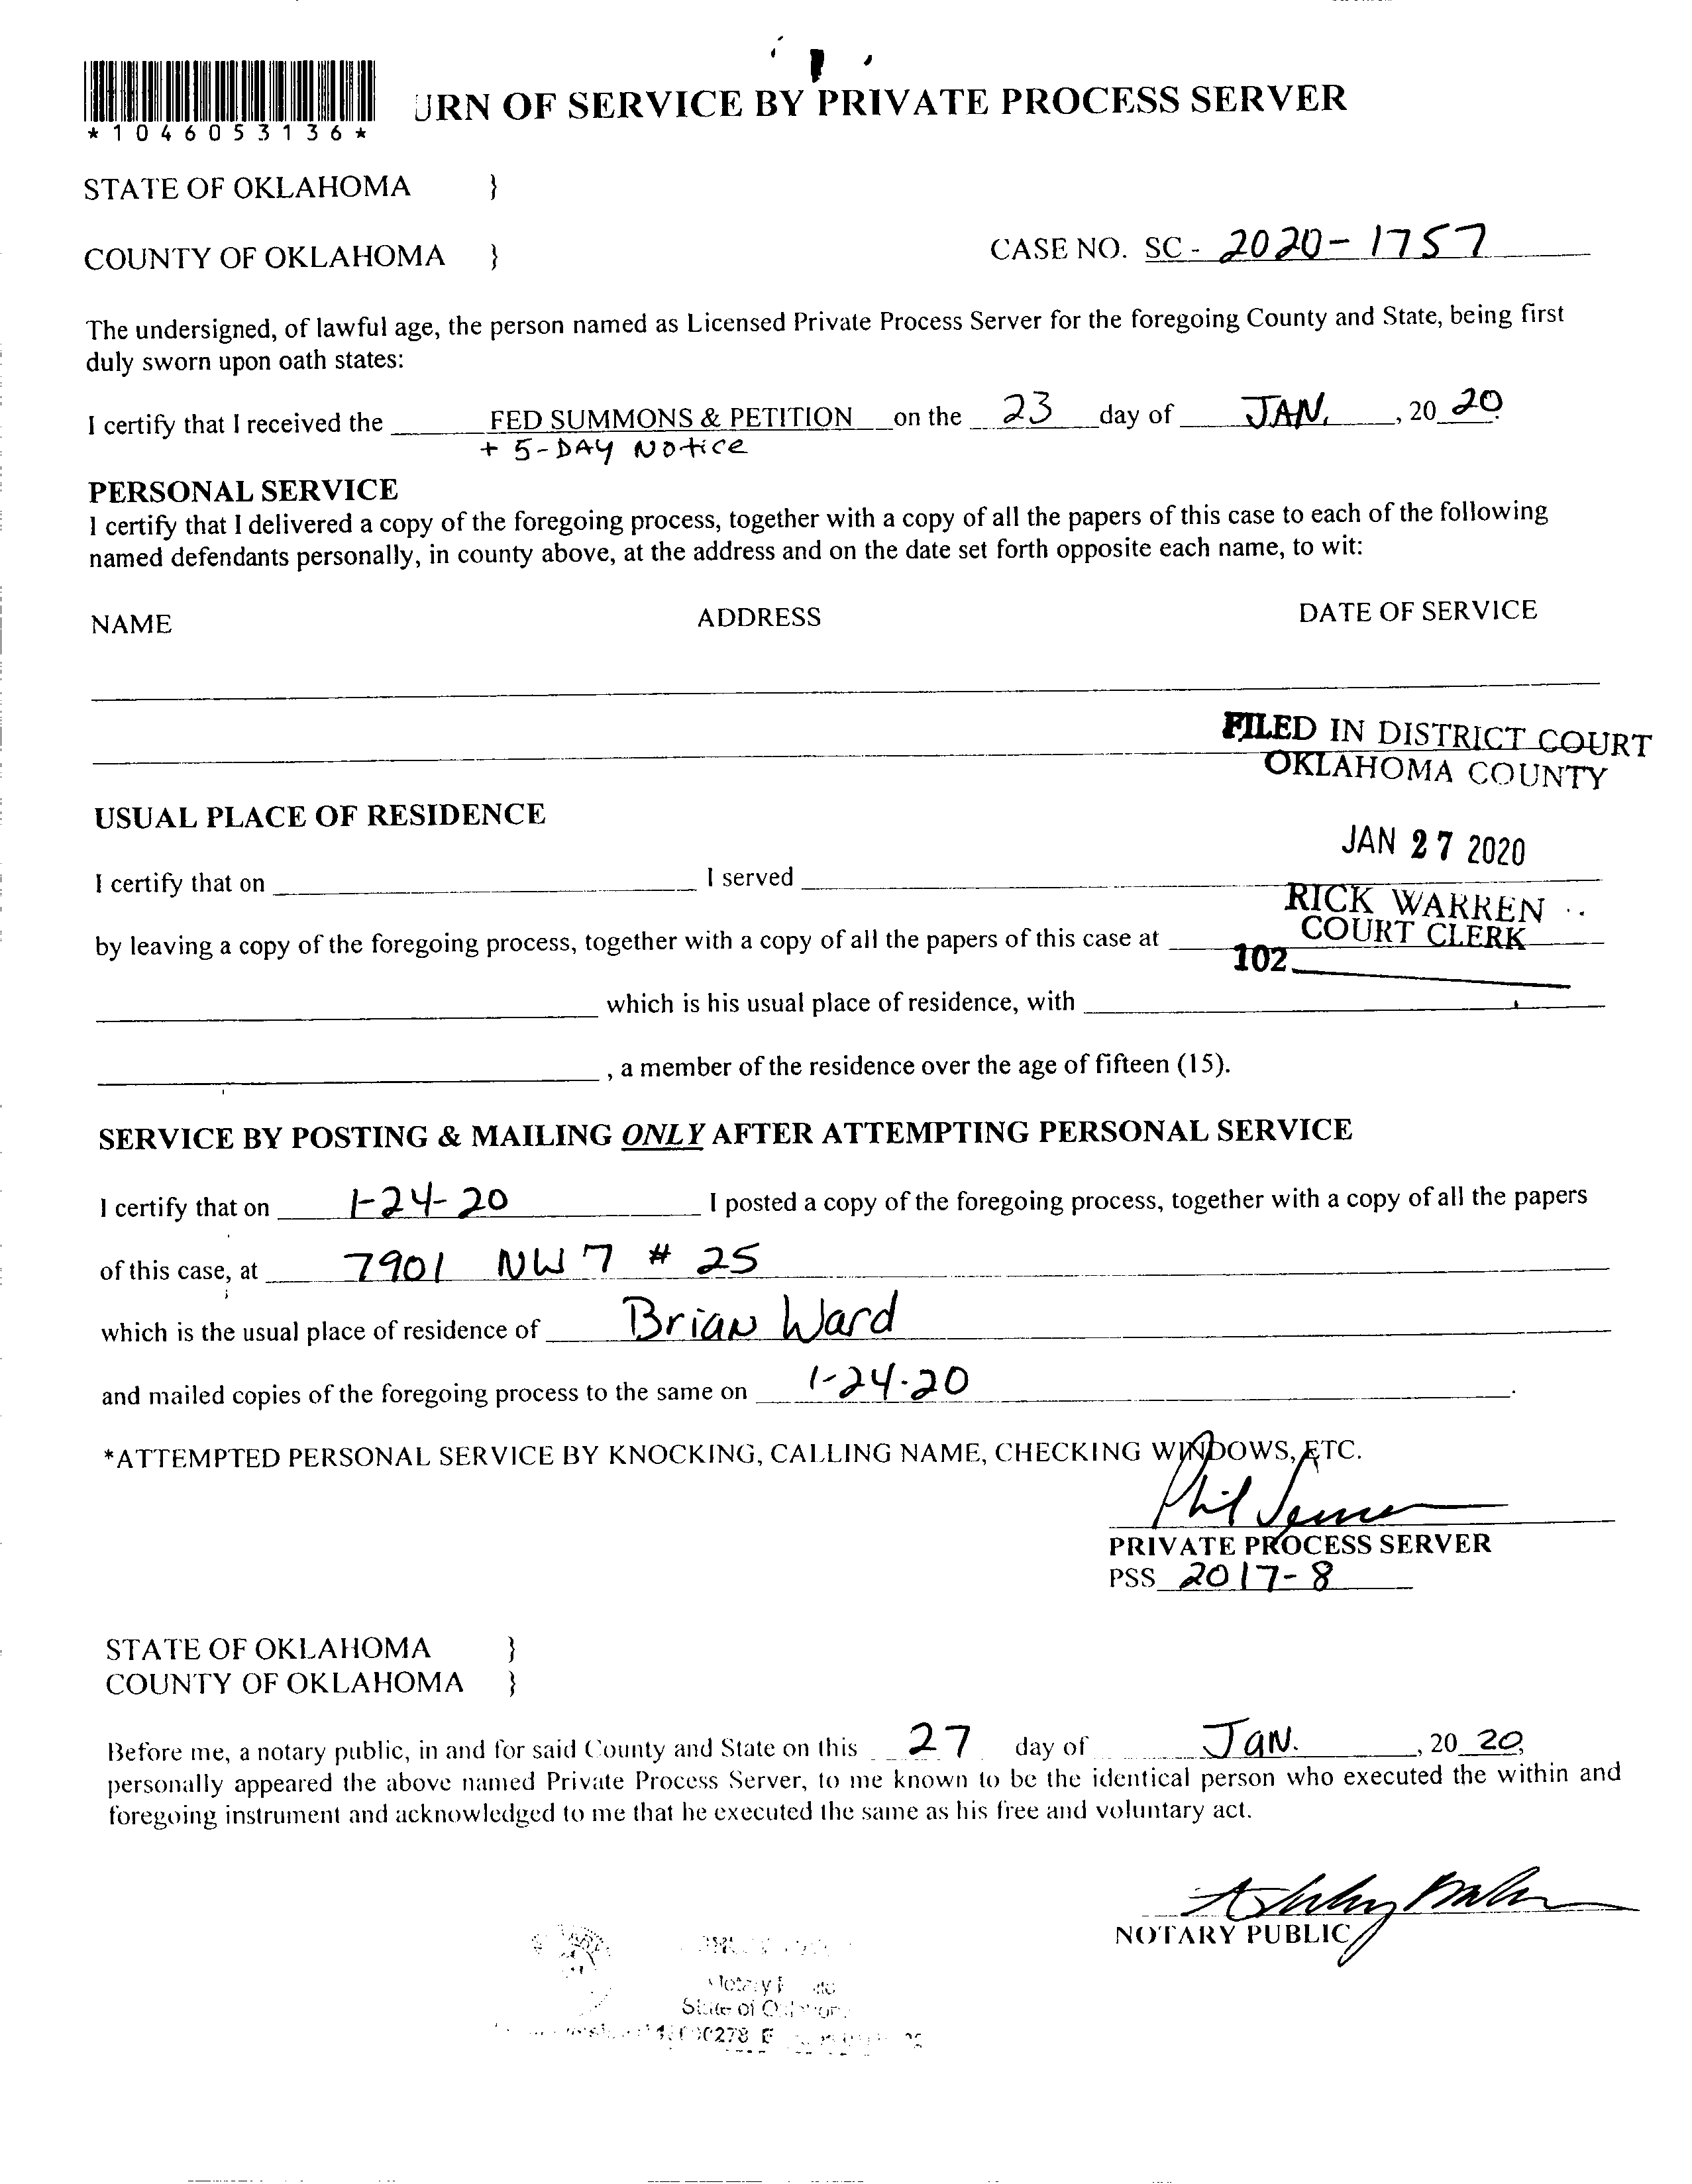 *1046053136*
URN OF SERVICE BY PRIVATE PROCESS SERVER
STATE OF OKLAHOMA }
COUNTY OF OKLAHOMA } CASE NO. SC - 2020-1757
The undersigned, of lawful age, the person named as Licensed Private Process Server for the foregoing County and State, being first
duly sworn upon oath states:
I certify that I received the FED SUMMONS & PETITION on the 23 day of JAN. , 20 20
+ 5-DAY Notice
PERSONAL SERVICE
I certify that I delivered a copy of the foregoing process, together with a copy of all the papers of this case to each of the following
named defendants personally, in county above, at the address and on the date set forth opposite each name, to wit:
NAME ADDRESS DATE OF SERVICE
FILED IN DISTRICT COURT
OKLAHOMA COUNTY
USUAL PLACE OF RESIDENCE
JAN 27 2020
I certify that on I served
RICK WARREN
COURT CLERK
by leaving a copy of the foregoing process, together with a copy of all the papers of this case at
102
which is his usual place of residence, with
, a member of the residence over the age of fifteen (15).
SERVICE BY POSTING & MAILING ONLY AFTER ATTEMPTING PERSONAL SERVICE
I certify that on 1-24-20 I posted a copy of the foregoing process, together with a copy of all the papers
of this case, at 7901 NW 7 # 25
which is the usual place of residence of Brian Ward
and mailed copies of the foregoing process to the same on 1-24-20 .
*ATTEMPTED PERSONAL SERVICE BY KNOCKING, CALLING NAME, CHECKING WINDOWS, ETC.
Phil
PRIVATE PROCESS SERVER
PSS 2017-8
STATE OF OKLAHOMA }
COUNTY OF OKLAHOMA }
Before me, a notary public, in and for said County and State on this 27 day of Jan. , 20 20,
personally appeared the above named Private Process Server, to me known to be the identical person who executed the within and
foregoing instrument and acknowledged to me that he executed the same as his free and voluntary act.
Ashley
NOTARY PUBLIC
Notary
State of